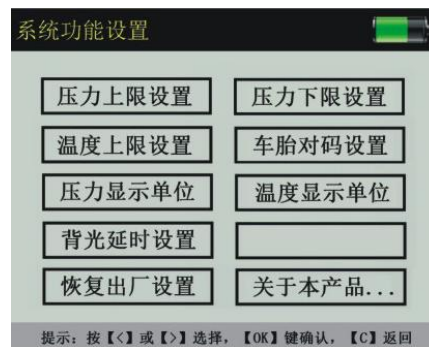 系统功能设置
压力上限设置 压力下限设置
温度上限设置 车胎对码设置
压力显示单位 温度显示单位
背光延时设置
恢复出厂设置 关于本产品...
提示：按【<】或【>】选择，【OK】键确认，【C】返回